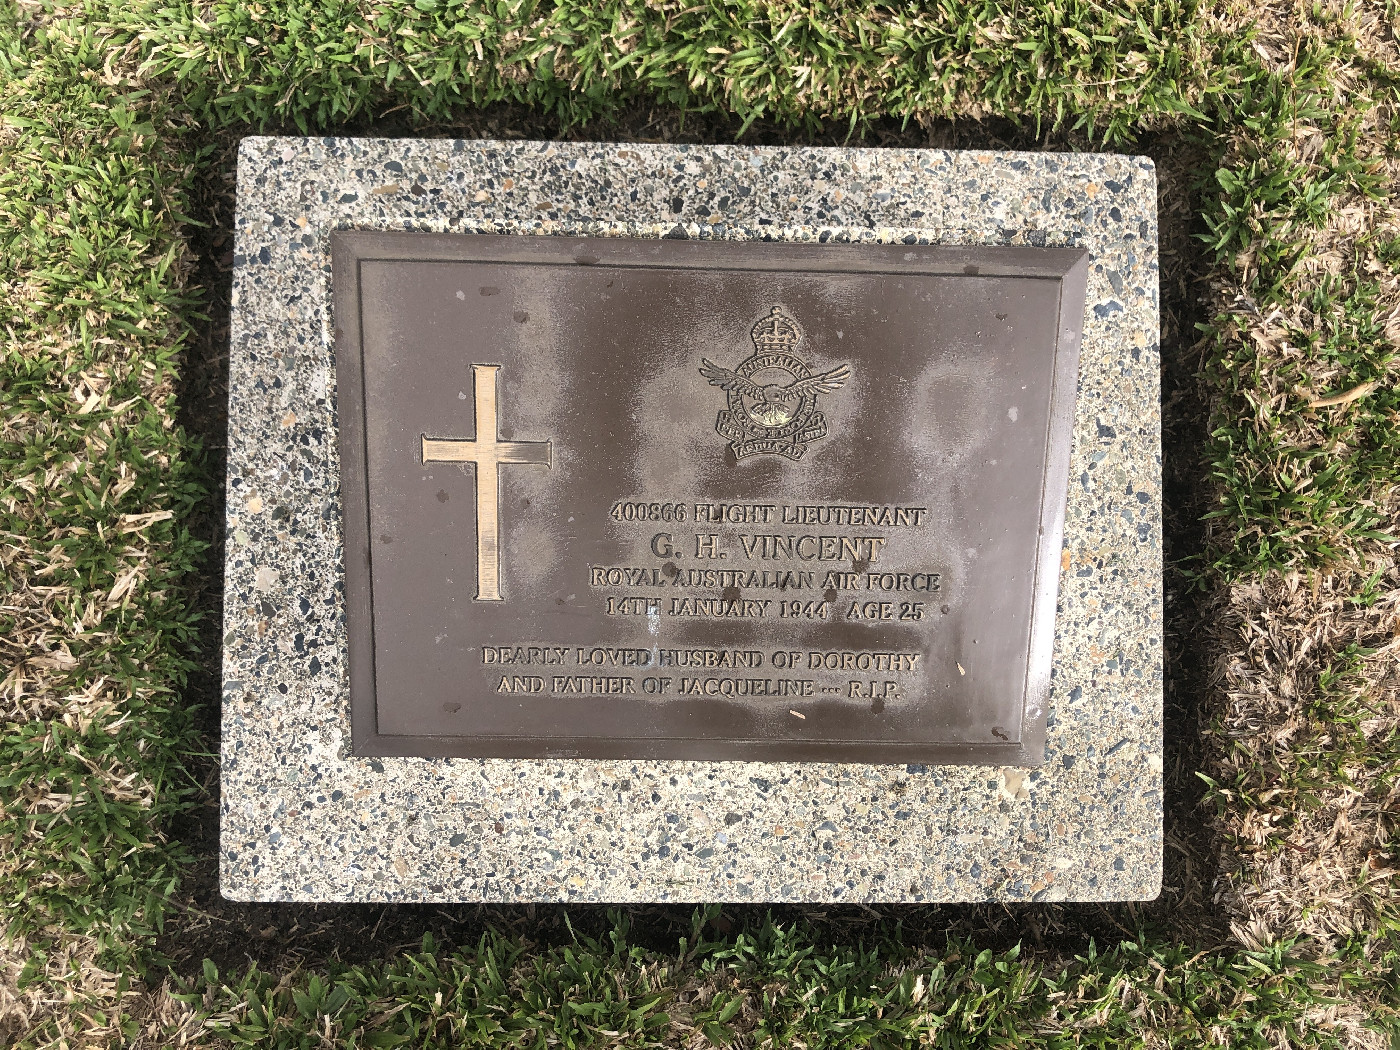 AUSTRALIAN
400866 FLIGHT LIEUTENANT
G. H. VINCENT
ROYAL AUSTRALIAN AIR FORCE
14TH JANUARY 1944 AGE 25
DEARLY LOVED HUSBAND OF DOROTHY
AND FATHER OF JACQUELINE ... R.I.P.